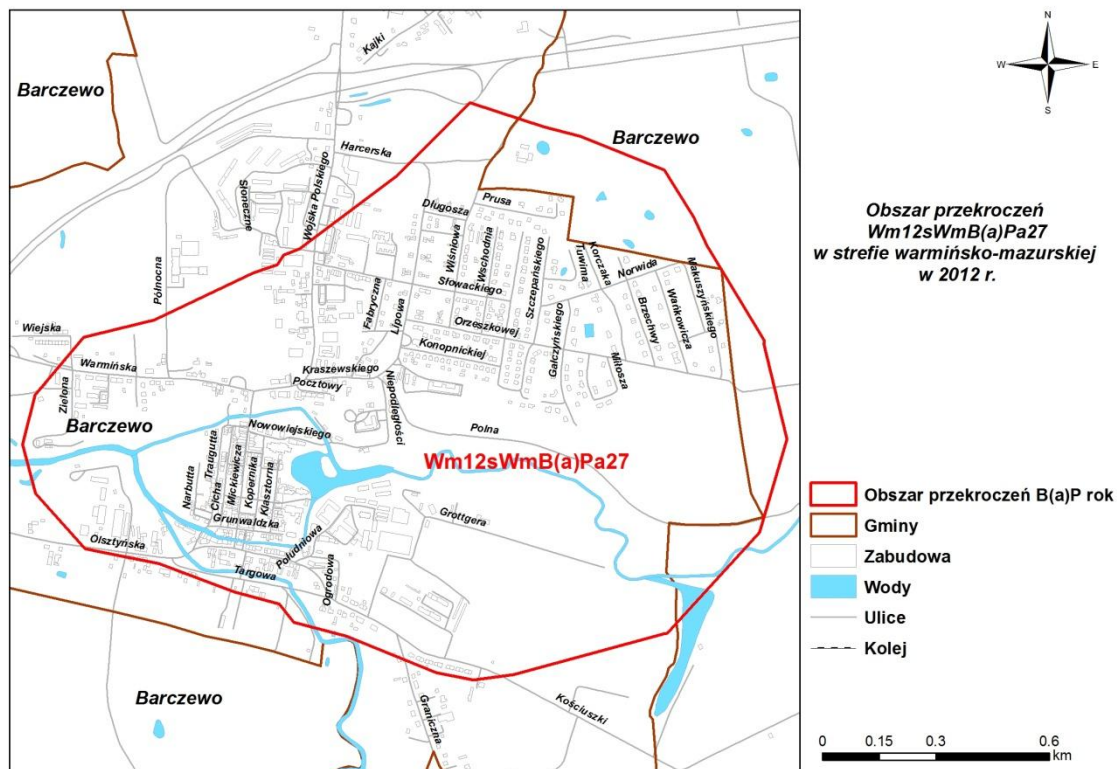 Kajki
Barczewo
Harcerska
Barczewo
Wojska Polskiego
Słoneczne
Długosza
Prusa
Wiśniowa
Wschodnia
Szczepańskiego
Tuwima
Korczaka
Norwida
Makuszyńskiego
Północna
Słowackiego
Fabryczna
Lipowa
Orzeszkowej
Gałczyńskiego
Brzechwy
Wańkowicza
Wiejska
Konopnickiej
Miłosza
Warmińska
Kraszewskiego
Pocztowy
Zielona
Niepodległości
Barczewo
Nowowiejskiego
Polna
Wm12sWmB(a)Pa27
Narbutta
Traugutta
Cicha
Mickiewicza
Kopernika
Klasztorna
Grunwaldzka
Grottgera
Olsztyńska
Południowa
Targowa
Ogrodowa
Barczewo
Graniczna
Kościuszki
N
W
E
S
Obszar przekroczeń
Wm12sWmB(a)Pa27
w strefie warmińsko-mazurskiej
w 2012 r.
Obszar przekroczeń B(a)P rok
Gminy
Zabudowa
Wody
Ulice
Kolej
0 0.15 0.3 0.6
km